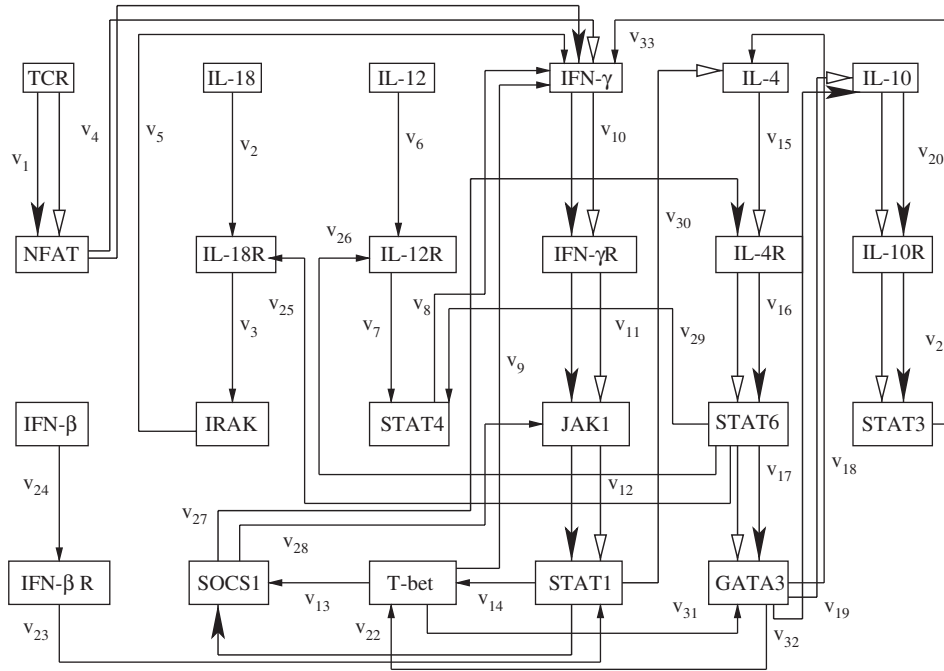 v33
TCR
IL-18
IL-12
IFN-γ
IL-4
IL-10
v4
v5
v1
v2
v6
v10
v15
v20
v30
v26
NFAT
IL-18R
IL-12R
IFN-γR
IL-4R
IL-10R
v25
v3
v7
v8
v9
v11
v29
v16
v2
IFN-β
IRAK
STAT4
JAK1
STAT6
STAT3
v24
v27
v28
v12
v17
v18
IFN-β R
SOCS1
T-bet
STAT1
GATA3
v23
v13
v22
v14
v31
v32
v19